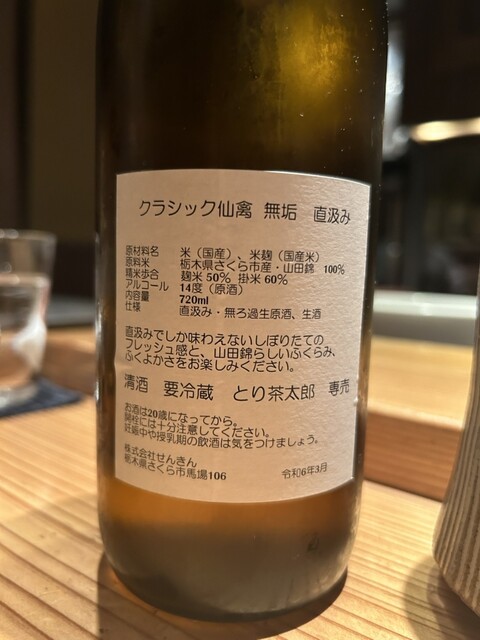 クラシック仙禽 無垢 直汲み
原材料名 米（国産）、米麹（国産米）
原料米 栃木県さくら市産・山田錦 100%
精米歩合 麹米50% 掛米60%
アルコール 14度（原酒）
内容量 720ml
仕様 直汲み・無ろ過生原酒、生酒
直汲みでしか味わえないしぼりたての
フレッシュ感と、山田錦らしいふくらみ、
ふくよかさをお楽しみください。
清酒 要冷蔵 とり茶太郎 専売
お酒は20歳になってから。
開栓には十分注意してください。
妊娠中や授乳期の飲酒は気をつけましょう。
株式会社せんきん
栃木県さくら市馬場106 令和6年3月